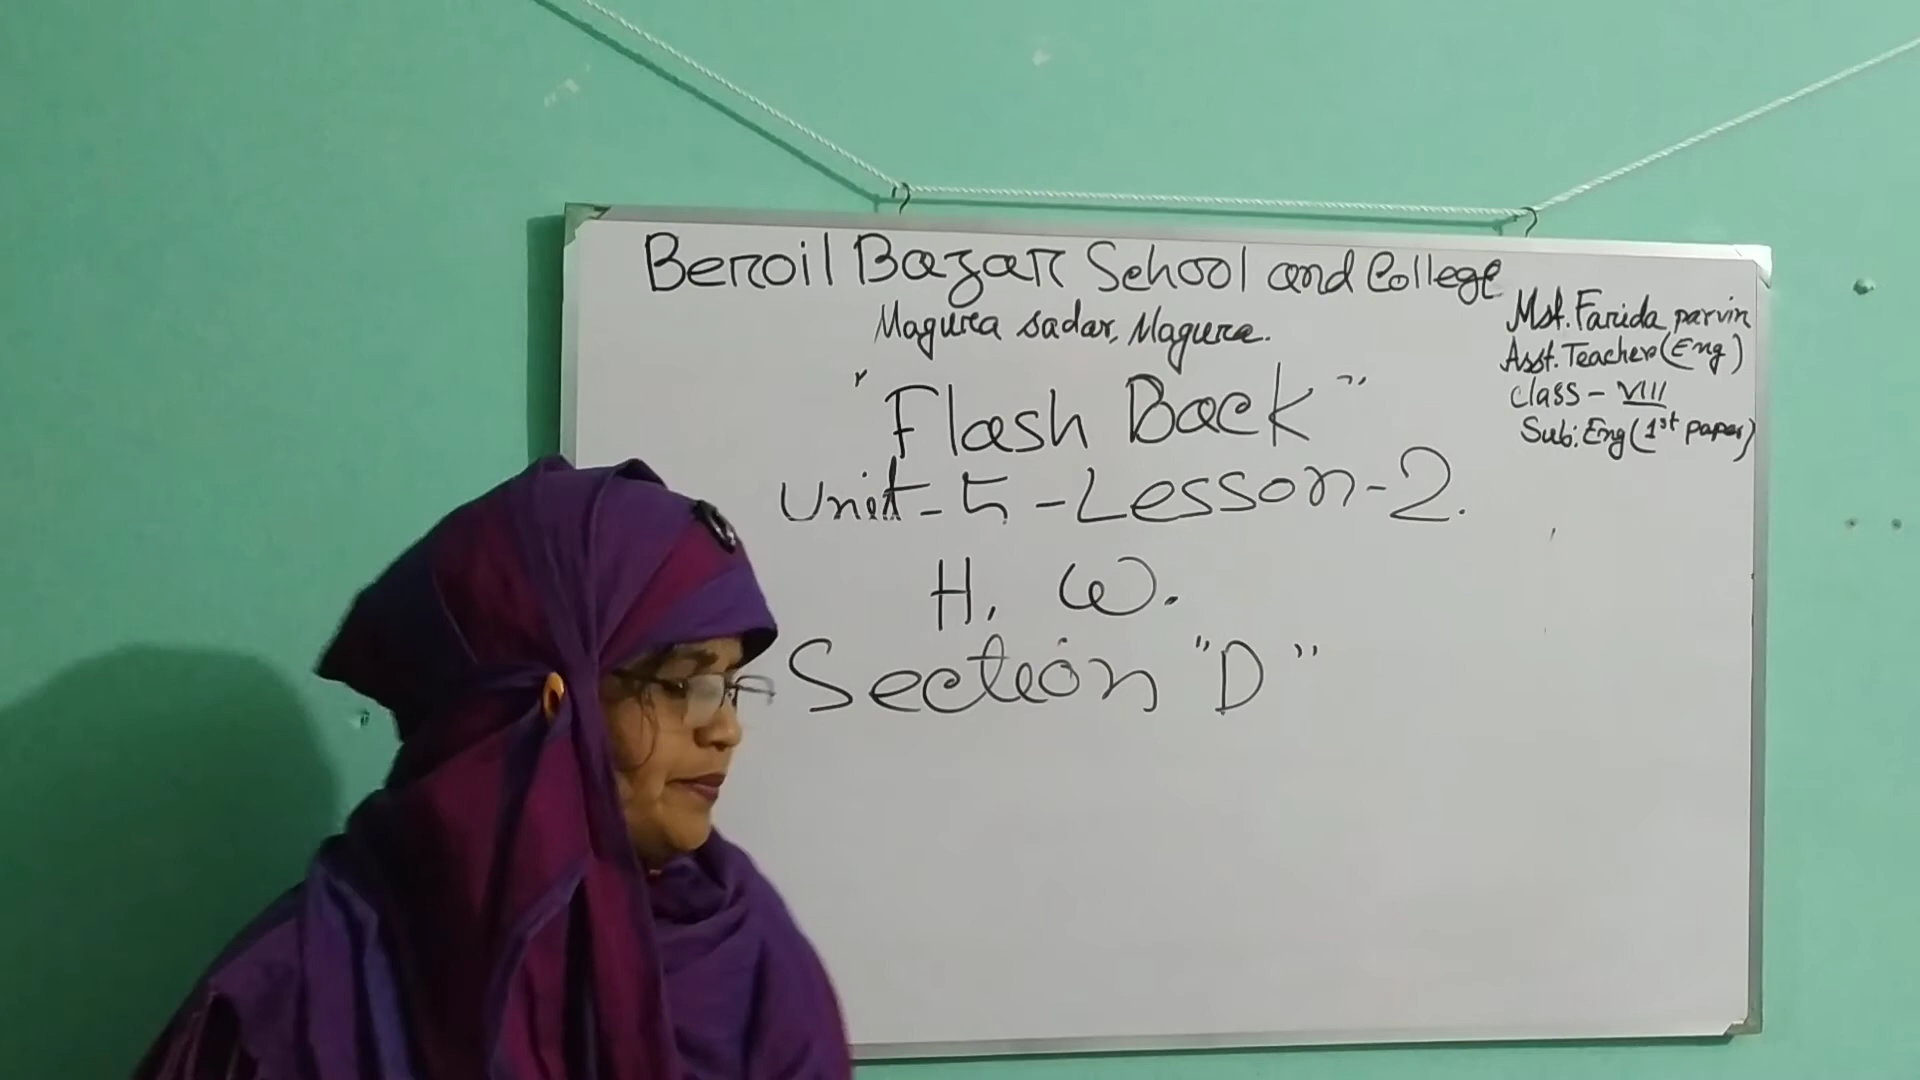 Beroil Bazar School and College
Magura sadar, Magura.
"Flash Back"
Unit-5-Lesson-2.
H. W.
Section "D"
Mst. Farida parvin
Asst. Teacher (Eng)
Class - VIII
Sub: Eng (1st paper)